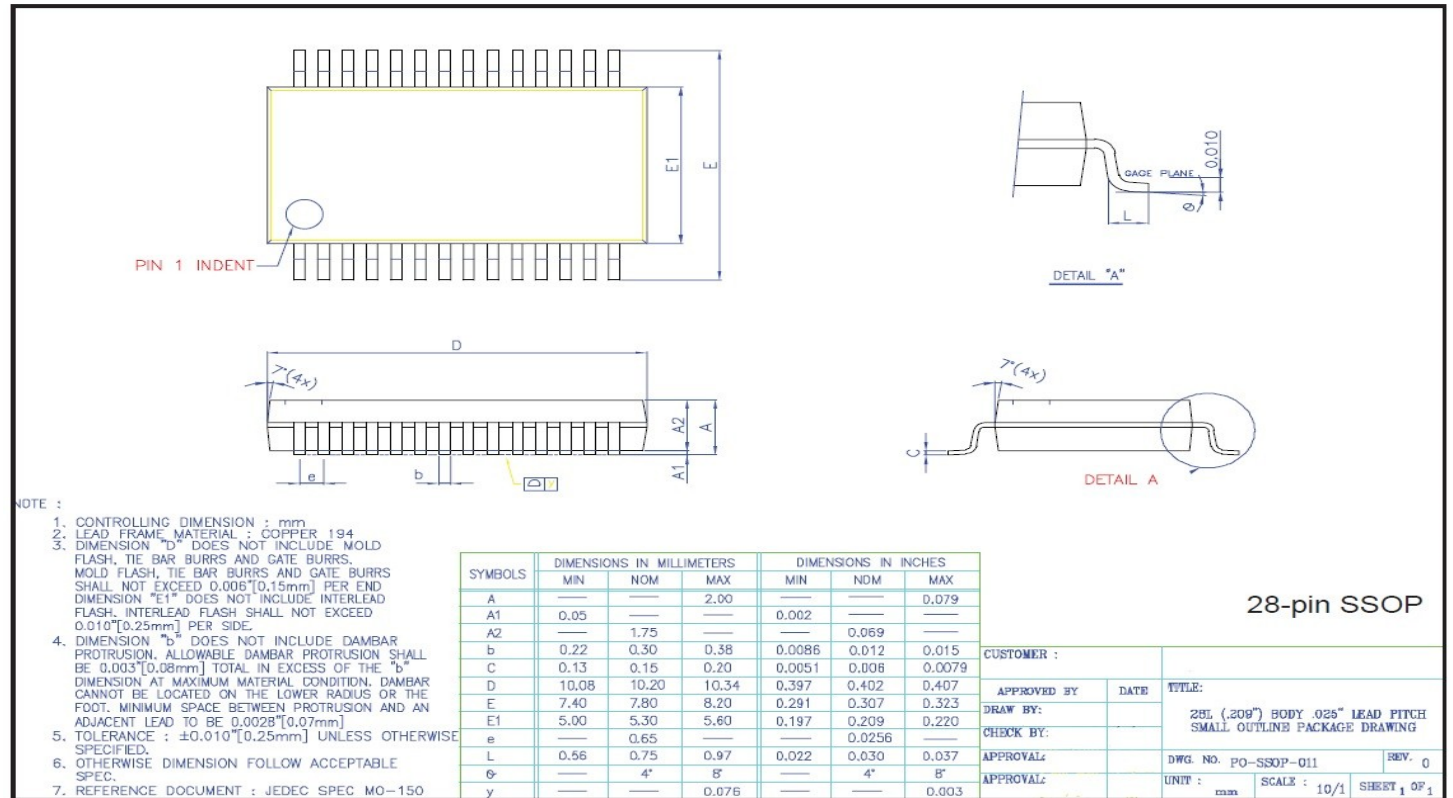 E1
E
PIN 1 INDENT
GAGE PLANE
0.010
L
DETAIL "A"
D
7°(4x)
A2
A
A1
e
b
D y
7°(4x)
C
DETAIL A
NOTE :
1. CONTROLLING DIMENSION : mm
2. LEAD FRAME MATERIAL : COPPER 194
3. DIMENSION "D" DOES NOT INCLUDE MOLD
FLASH, TIE BAR BURRS AND GATE BURRS.
MOLD FLASH, TIE BAR BURRS AND GATE BURRS
SHALL NOT EXCEED 0.006"[0.15mm] PER END
DIMENSION "E1" DOES NOT INCLUDE INTERLEAD
FLASH. INTERLEAD FLASH SHALL NOT EXCEED
0.010"[0.25mm] PER SIDE.
4. DIMENSION "b" DOES NOT INCLUDE DAMBAR
PROTRUSION. ALLOWABLE DAMBAR PROTRUSION SHALL
BE 0.003"[0.08mm] TOTAL IN EXCESS OF THE "b"
DIMENSION AT MAXIMUM MATERIAL CONDITION. DAMBAR
CANNOT BE LOCATED ON THE LOWER RADIUS OR THE
FOOT. MINIMUM SPACE BETWEEN PROTRUSION AND AN
ADJACENT LEAD TO BE 0.0028"[0.07mm]
5. TOLERANCE : ±0.010"[0.25mm] UNLESS OTHERWISE
SPECIFIED.
6. OTHERWISE DIMENSION FOLLOW ACCEPTABLE
SPEC.
7. REFERENCE DOCUMENT : JEDEC SPEC MO-150
SYMBOLS DIMENSIONS IN MILLIMETERS DIMENSIONS IN INCHES
MIN NOM MAX MIN NOM MAX
A — — 2.00 — — 0.079
A1 0.05 — — 0.002 — —
A2 — 1.75 — — 0.069 —
b 0.22 0.30 0.38 0.0086 0.012 0.015
C 0.13 0.15 0.20 0.0051 0.006 0.0079
D 10.08 10.20 10.34 0.397 0.402 0.407
E 7.40 7.80 8.20 0.291 0.307 0.323
E1 5.00 5.30 5.60 0.197 0.209 0.220
e — 0.65 — — 0.0256 —
L 0.56 0.75 0.97 0.022 0.030 0.037
— 4° 8° — 4° 8°
y — — 0.076 — — 0.003
28-pin SSOP
CUSTOMER :
APPROVED BY DATE
DRAW BY:
CHECK BY:
APPROVAL:
APPROVAL:
TITLE:
28L (.209") BODY .025" LEAD PITCH
SMALL OUTLINE PACKAGE DRAWING
DWG. NO. PO-SSOP-011 REV. 0
UNIT : mm SCALE : 10/1 SHEET 1 OF 1